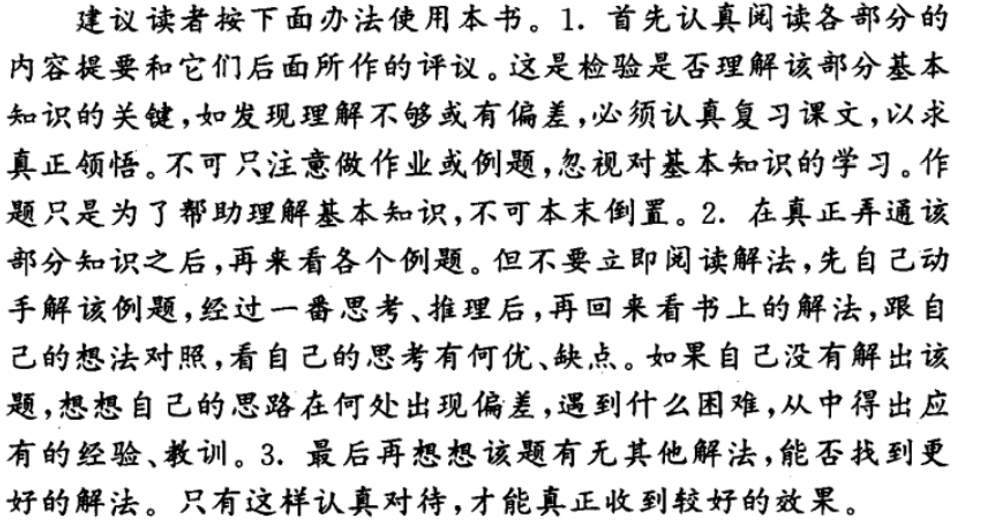 建议读者按下面办法使用本书。1. 首先认真阅读各部分的
内容提要和它们后面所作的评议。这是检验是否理解该部分基本
知识的关键,如发现理解不够或有偏差,必须认真复习课文,以求
真正领悟。不可只注意做作业或例题,忽视对基本知识的学习。作
题只是为了帮助理解基本知识,不可本末倒置。2. 在真正弄通该
部分知识之后,再来看各个例题。但不要立即阅读解法,先自己动
手解该例题,经过一番思考、推理后,再回来看书上的解法,跟自
己的想法对照,看自己的思考有何优、缺点。如果自己没有解出该
题,想想自己的思路在何处出现偏差,遇到什么困难,从中得出应
有的经验、教训。3. 最后再想想该题有无其他解法,能否找到更
好的解法。只有这样认真对待,才能真正收到较好的效果。